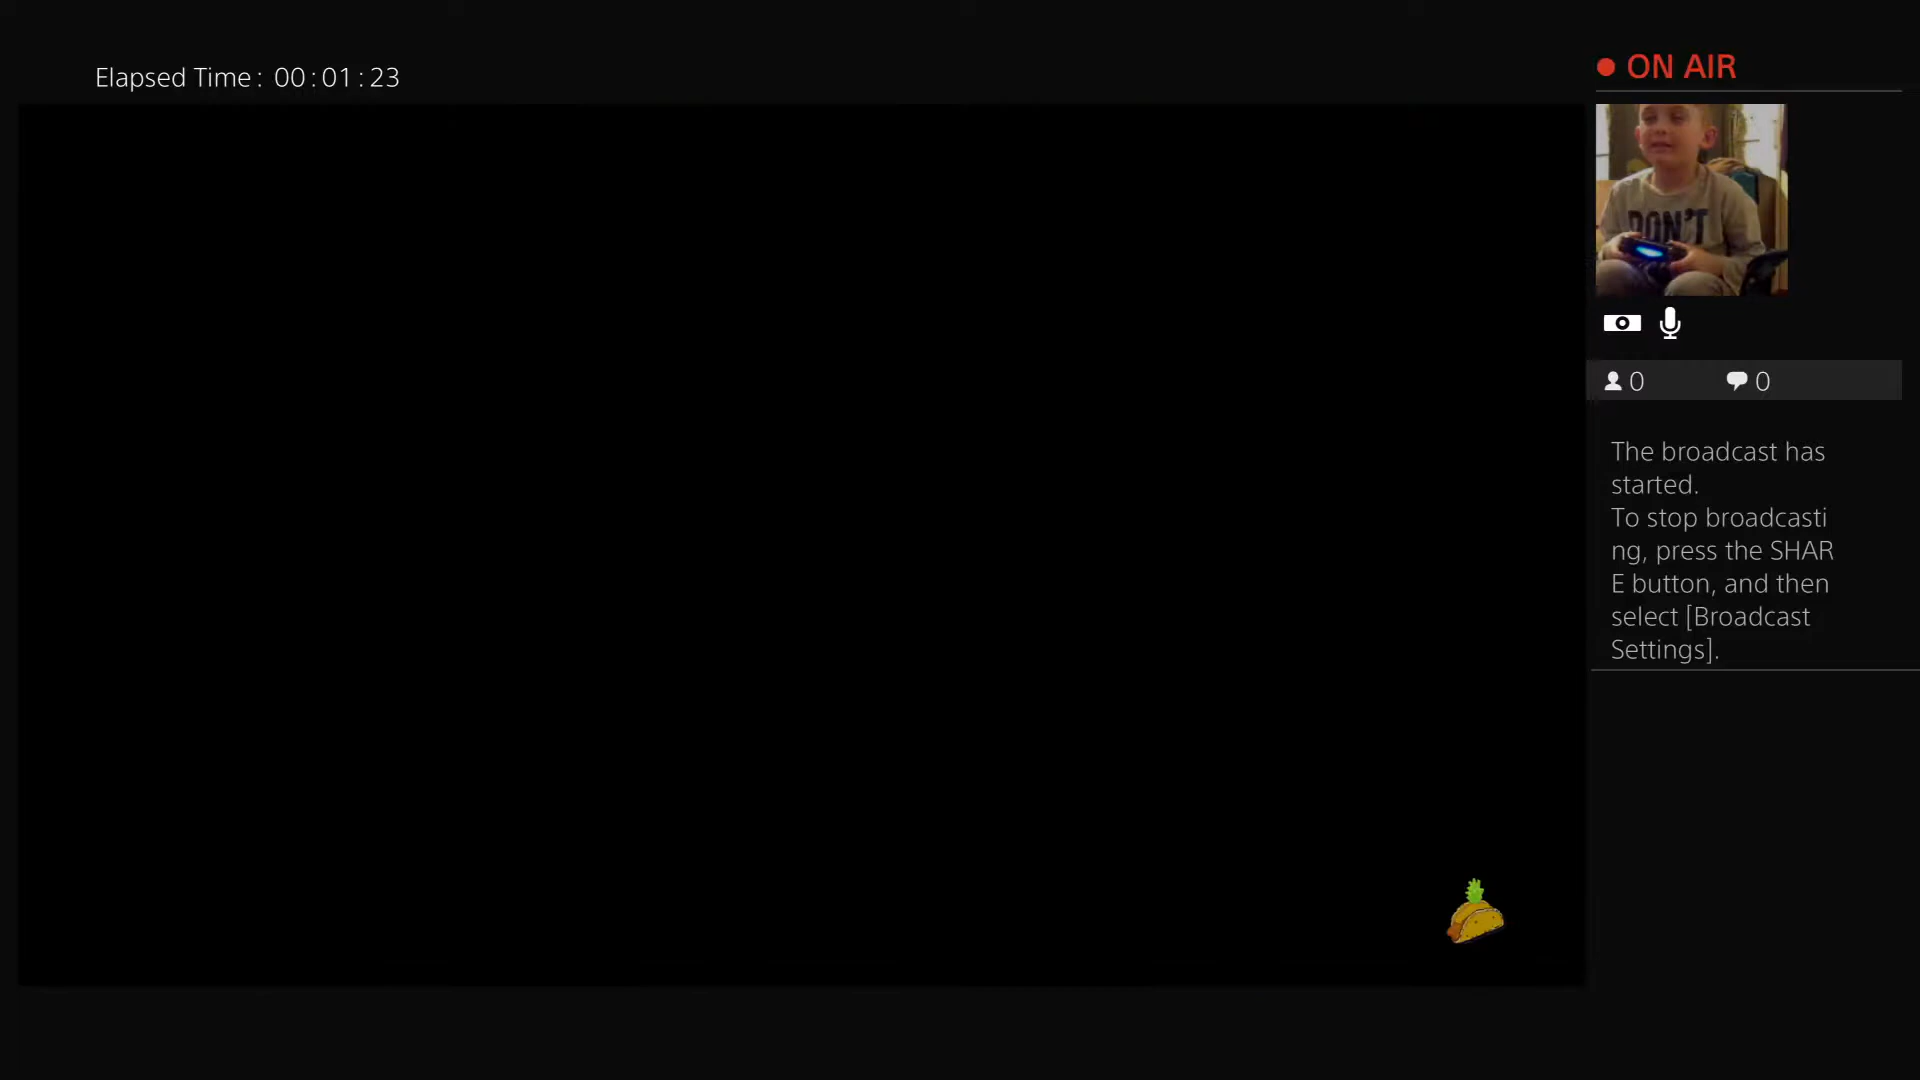 Elapsed Time: 00:01:23
ON AIR
DON'T
0 0
The broadcast has
started.
To stop broadcasti
ng, press the SHAR
E button, and then
select [Broadcast
Settings].